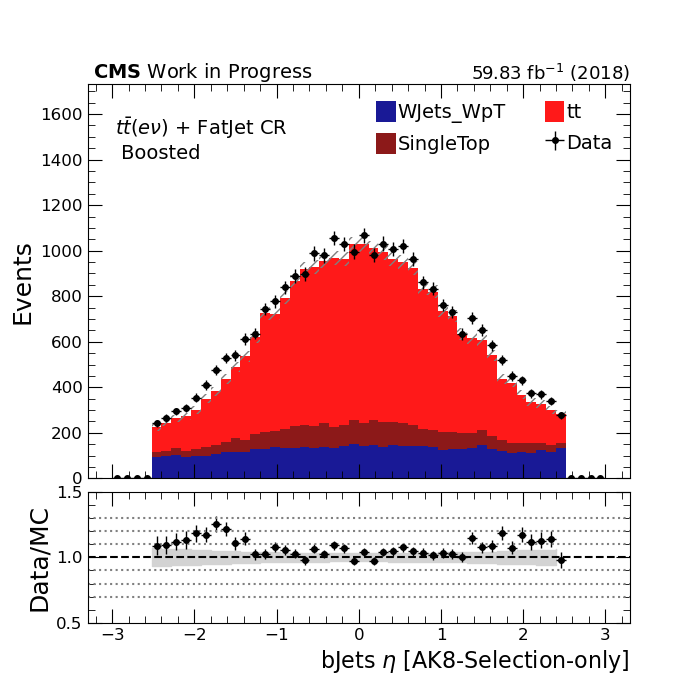 CMS Work in Progress 59.83 fb⁻¹ (2018)
tt̄(eν) + FatJet CR
Boosted
WJets_WpT tt
SingleTop Data
Events
1600
1400
1200
1000
800
600
400
200
0
Data/MC
1.5
1.0
0.5
−3 −2 −1 0 1 2 3
bJets η [AK8-Selection-only]